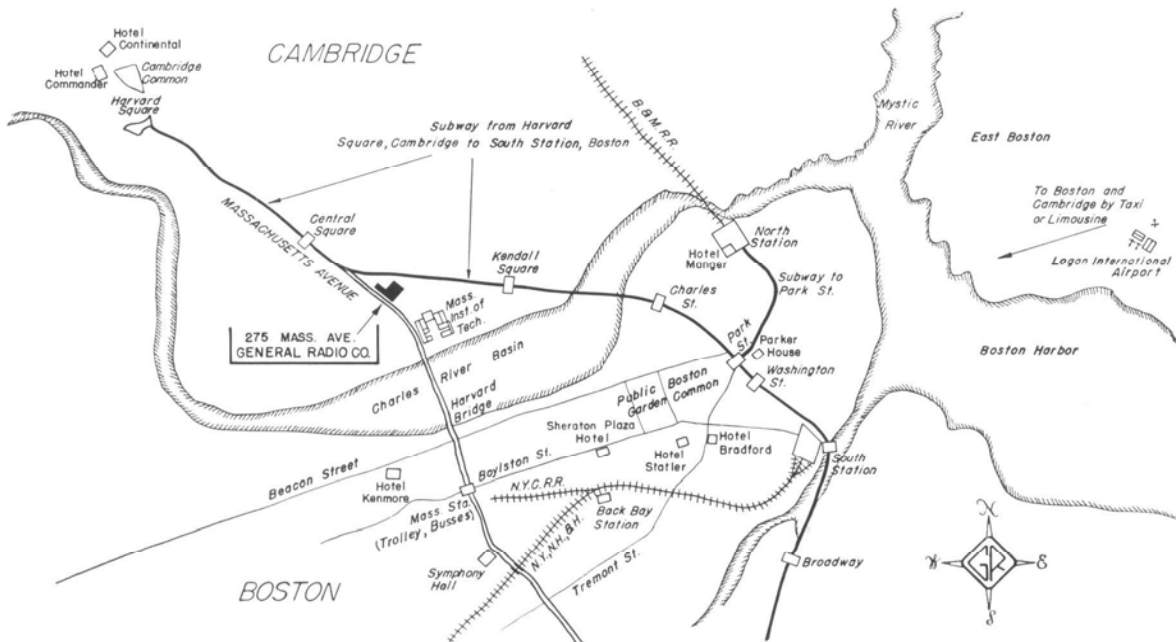 Hotel
Continental
CAMBRIDGE
Hotel
Commander
Cambridge
Common
Harvard
Square
Subway from Harvard
Square, Cambridge to South Station, Boston
B.&M.R.R.
Mystic
River
East Boston
To Boston and
Cambridge by Taxi
or Limousine
Logan International
Airport
MASSACHUSETTS AVENUE
Central
Square
Kendall
Square
North
Station
Hotel
Manger
Subway to
Park St.
Charles
St.
Mass.
Inst. of
Tech.
275 MASS. AVE.
GENERAL RADIO CO.
Park
St.
Parker
House
Washington
St.
Boston Harbor
Charles River Basin
Harvard
Bridge
Public
Garden
Boston
Common
Sheraton Plaza
Hotel
Hotel
Statler
Hotel
Bradford
South
Station
Beacon Street
Boylston St.
Hotel
Kenmore
N.Y.C.R.R.
Mass. Sta.
(Trolley, Busses)
Back Bay
Station
N.Y., N.H., & H.
Tremont St.
Symphony
Hall
Broadway
BOSTON
N
W
E
S
GR